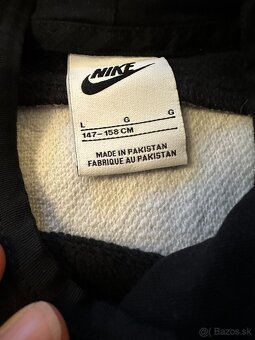 NIKE
L G G
147-158 CM
MADE IN PAKISTAN
FABRIQUE AU PAKISTAN
Bazos.sk